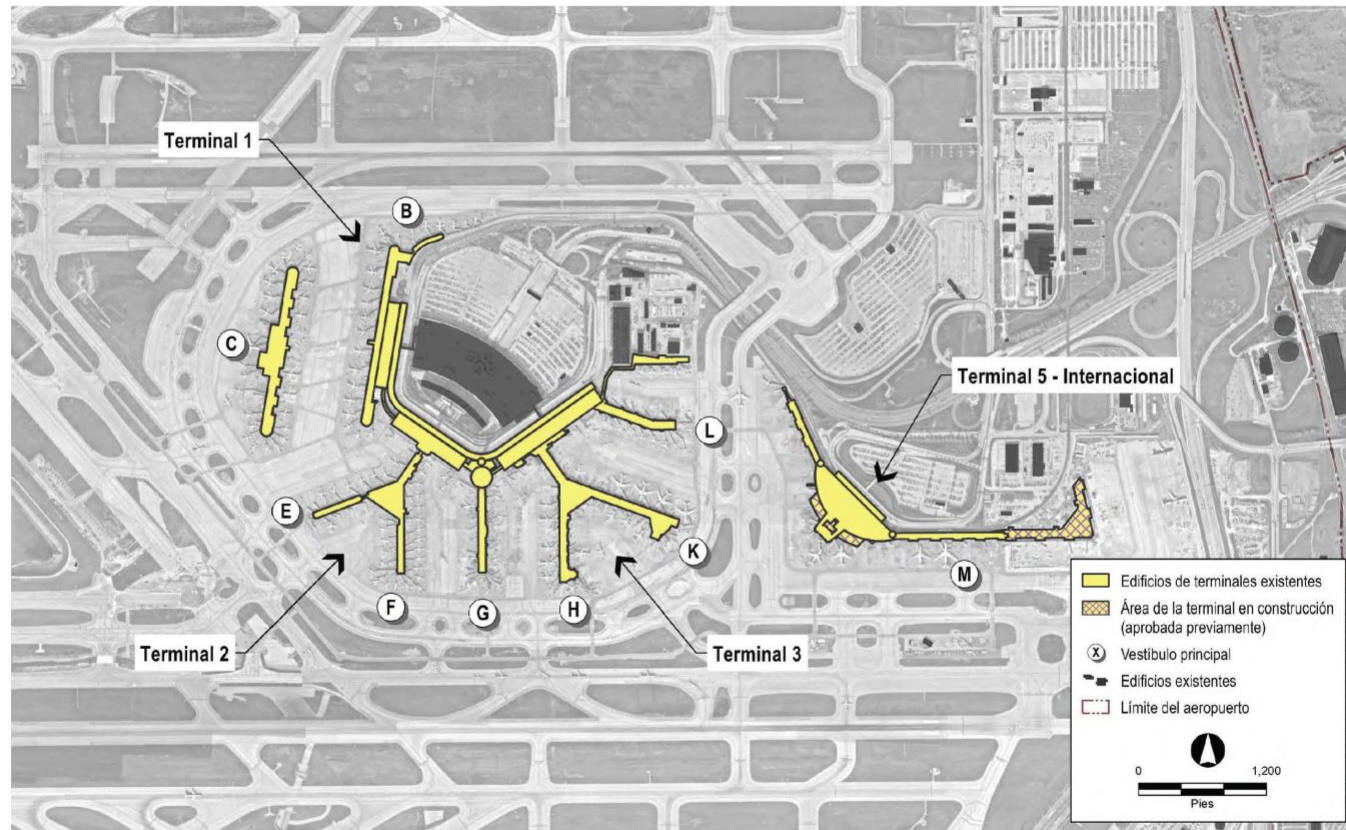 Terminal 1
B
C
Terminal 5 - Internacional
L
E
K
M
F
G
H
Terminal 2
Terminal 3
Edificios de terminales existentes
Área de la terminal en construcción
(aprobada previamente)
X Vestíbulo principal
Edificios existentes
Límite del aeropuerto
0 1,200
Pies